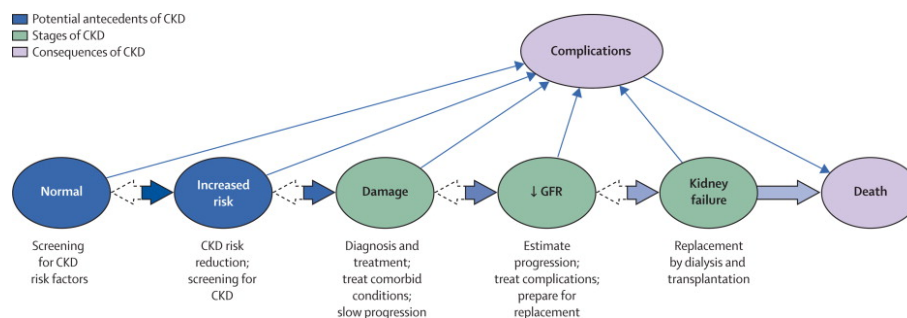 Potential antecedents of CKD
Stages of CKD
Consequences of CKD
Complications
Normal
Increased
risk
Damage
↓ GFR
Kidney
failure
Death
Screening
for CKD
risk factors
CKD risk
reduction;
screening for
CKD
Diagnosis and
treatment;
treat comorbid
conditions;
slow progression
Estimate
progression;
treat complications;
prepare for
replacement
Replacement
by dialysis and
transplantation